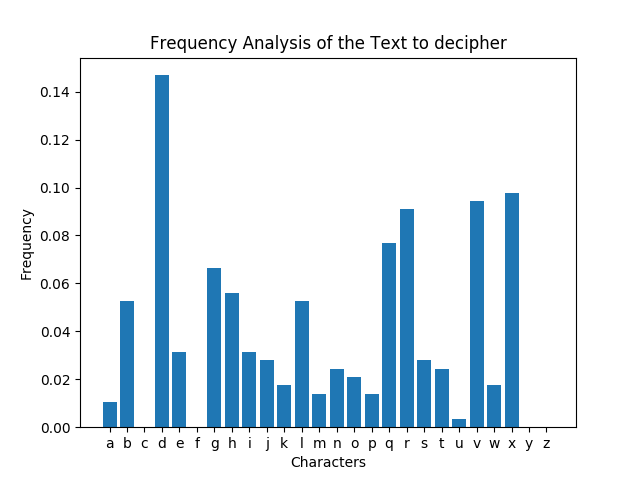 Frequency Analysis of the Text to decipher
0.14
0.12
0.10
0.08
0.06
0.04
0.02
0.00
Frequency
a b c d e f g h i j k l m n o p q r s t u v w x y z
Characters